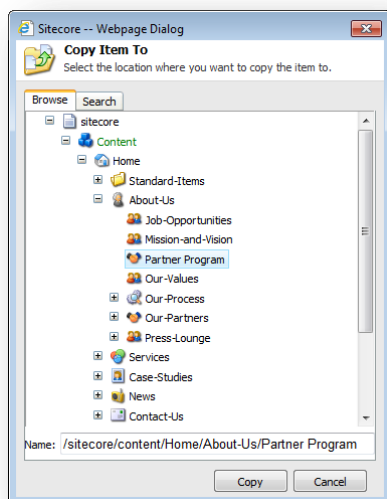 Sitecore -- Webpage Dialog
Copy Item To
Select the location where you want to copy the item to.
Browse Search
sitecore
Content
Home
Standard-Items
About-Us
Job-Opportunities
Mission-and-Vision
Partner Program
Our-Values
Our-Process
Our-Partners
Press-Lounge
Services
Case-Studies
News
Contact-Us
Name: /sitecore/content/Home/About-Us/Partner Program
Copy Cancel